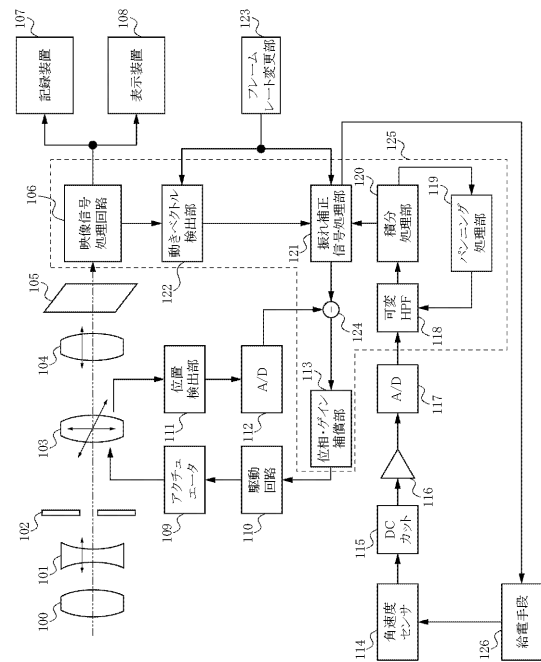 107
記録装置
108
表示装置
123
フレーム
レート変更部
106
映像信号
処理回路
動きベクトル
検出部
122
125
振れ補正
信号処理部
121
120
積分
処理部
119
パンニング
処理部
105
104
103
102
101
100
位置
検出部
111
A/D
112
124
可変
HPF
118
113
位相・ゲイン
補償部
A/D
117
アクチュ
エータ
109
駆動
回路
110
116
DC
カット
115
角速度
センサ
114
給電手段
126